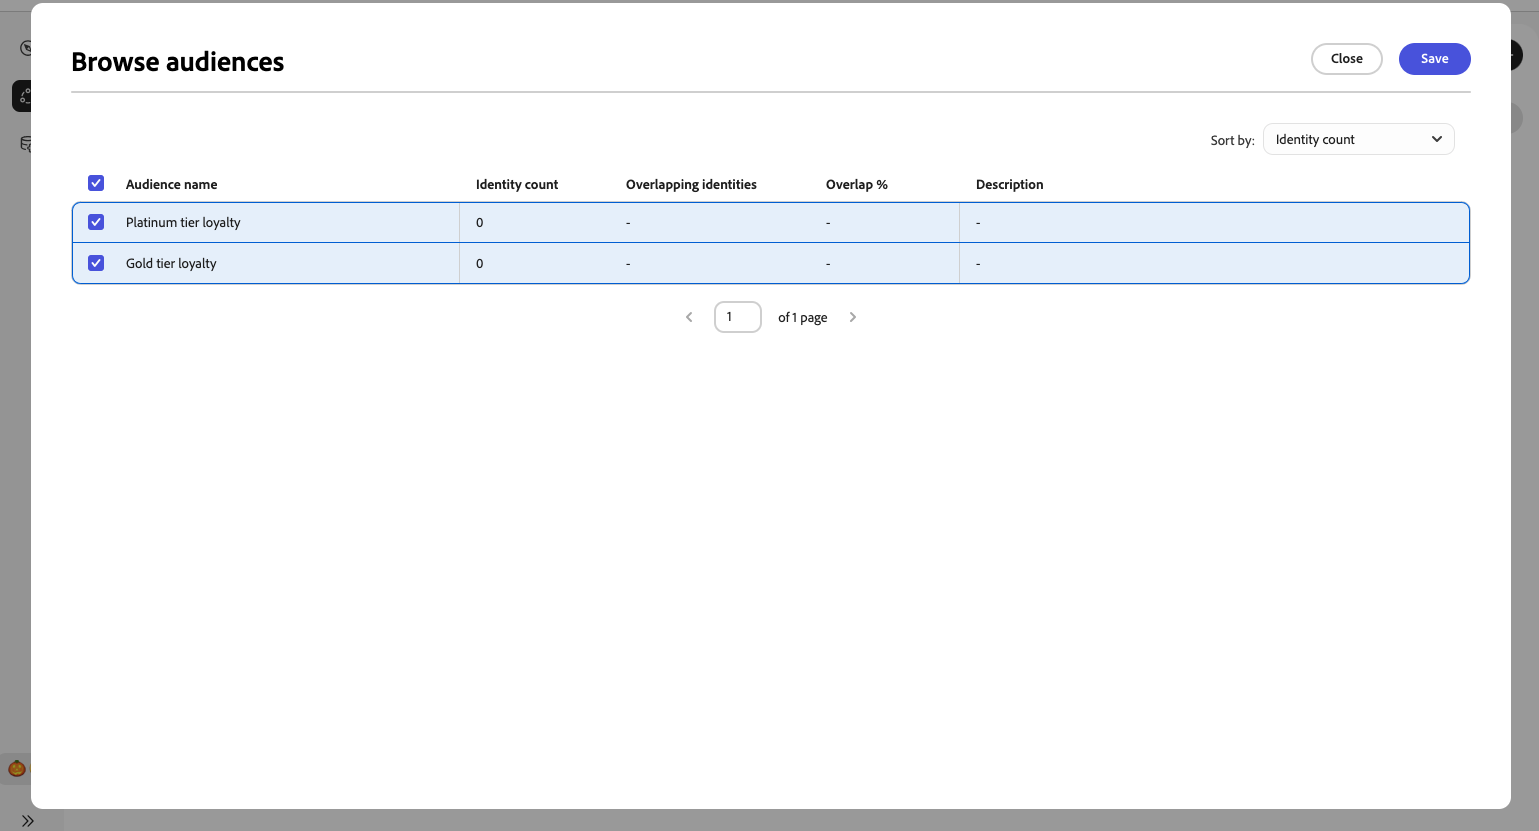 Browse audiences
Close
Save
Sort by:
Identity count
Audience name Identity count Overlapping identities Overlap % Description
Platinum tier loyalty 0 - - -
Gold tier loyalty 0 - - -
1 of 1 page